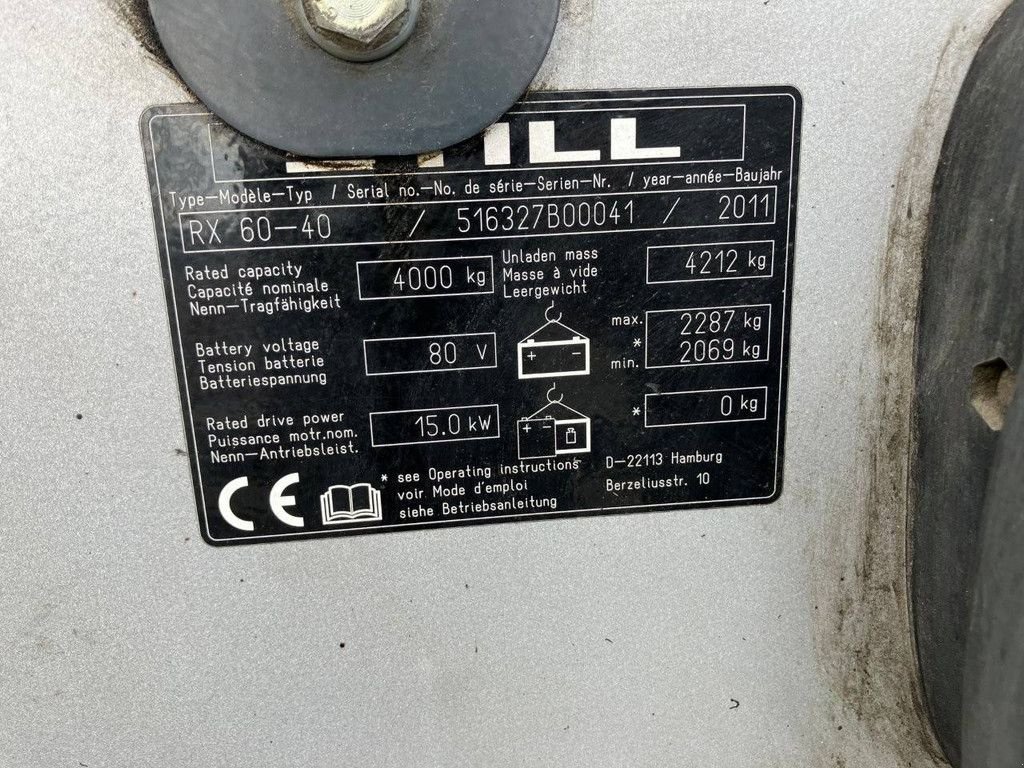 STILL
Type-Modèle-Typ / Serial no.-No. de série-Serien-Nr. / year-année-Baujahr
RX 60-40 / 516327B00041 / 2011
Rated capacity
Capacité nominale
Nenn-Tragfähigkeit
4000 kg
Unladen mass
Masse à vide
Leergewicht
4212 kg
Battery voltage
Tension batterie
Batteriespannung
80 V
+ -
max.
*
min.
2287 kg
2069 kg
Rated drive power
Puissance motr.nom.
Nenn-Antriebsleist.
15.0 kW
+ -
* 0 kg
CE
* see Operating instructions
voir Mode d'emploi
siehe Betriebsanleitung
D-22113 Hamburg
Berzeliusstr. 10